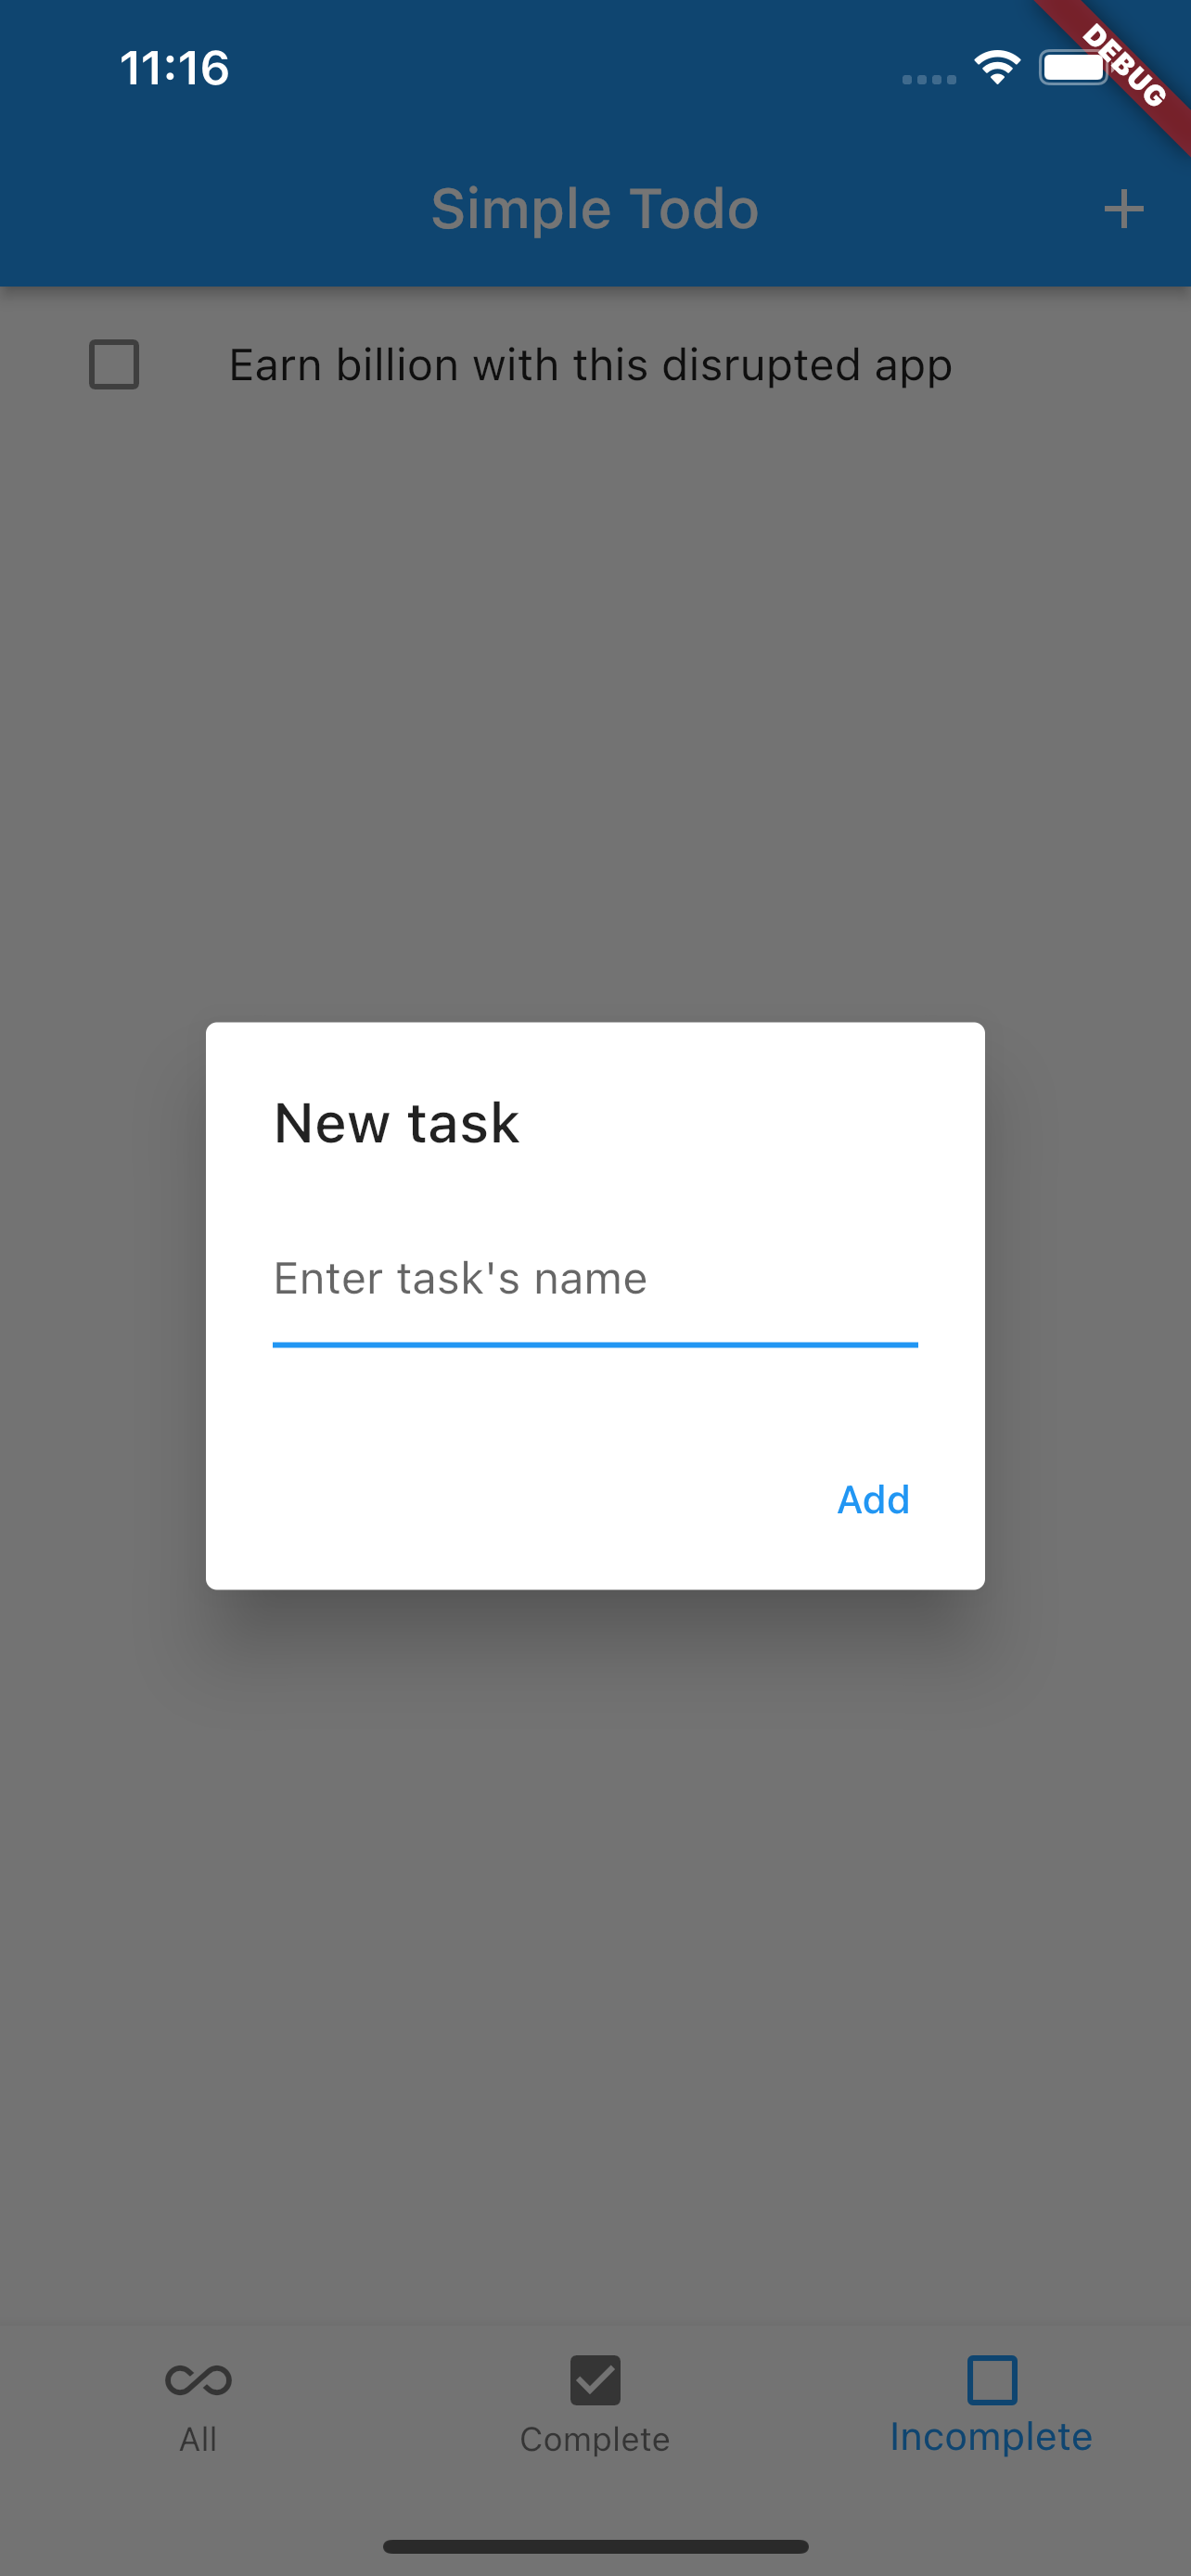 11:16
DEBUG
Simple Todo
Earn billion with this disrupted app
New task
Enter task's name
Add
All
Complete
Incomplete